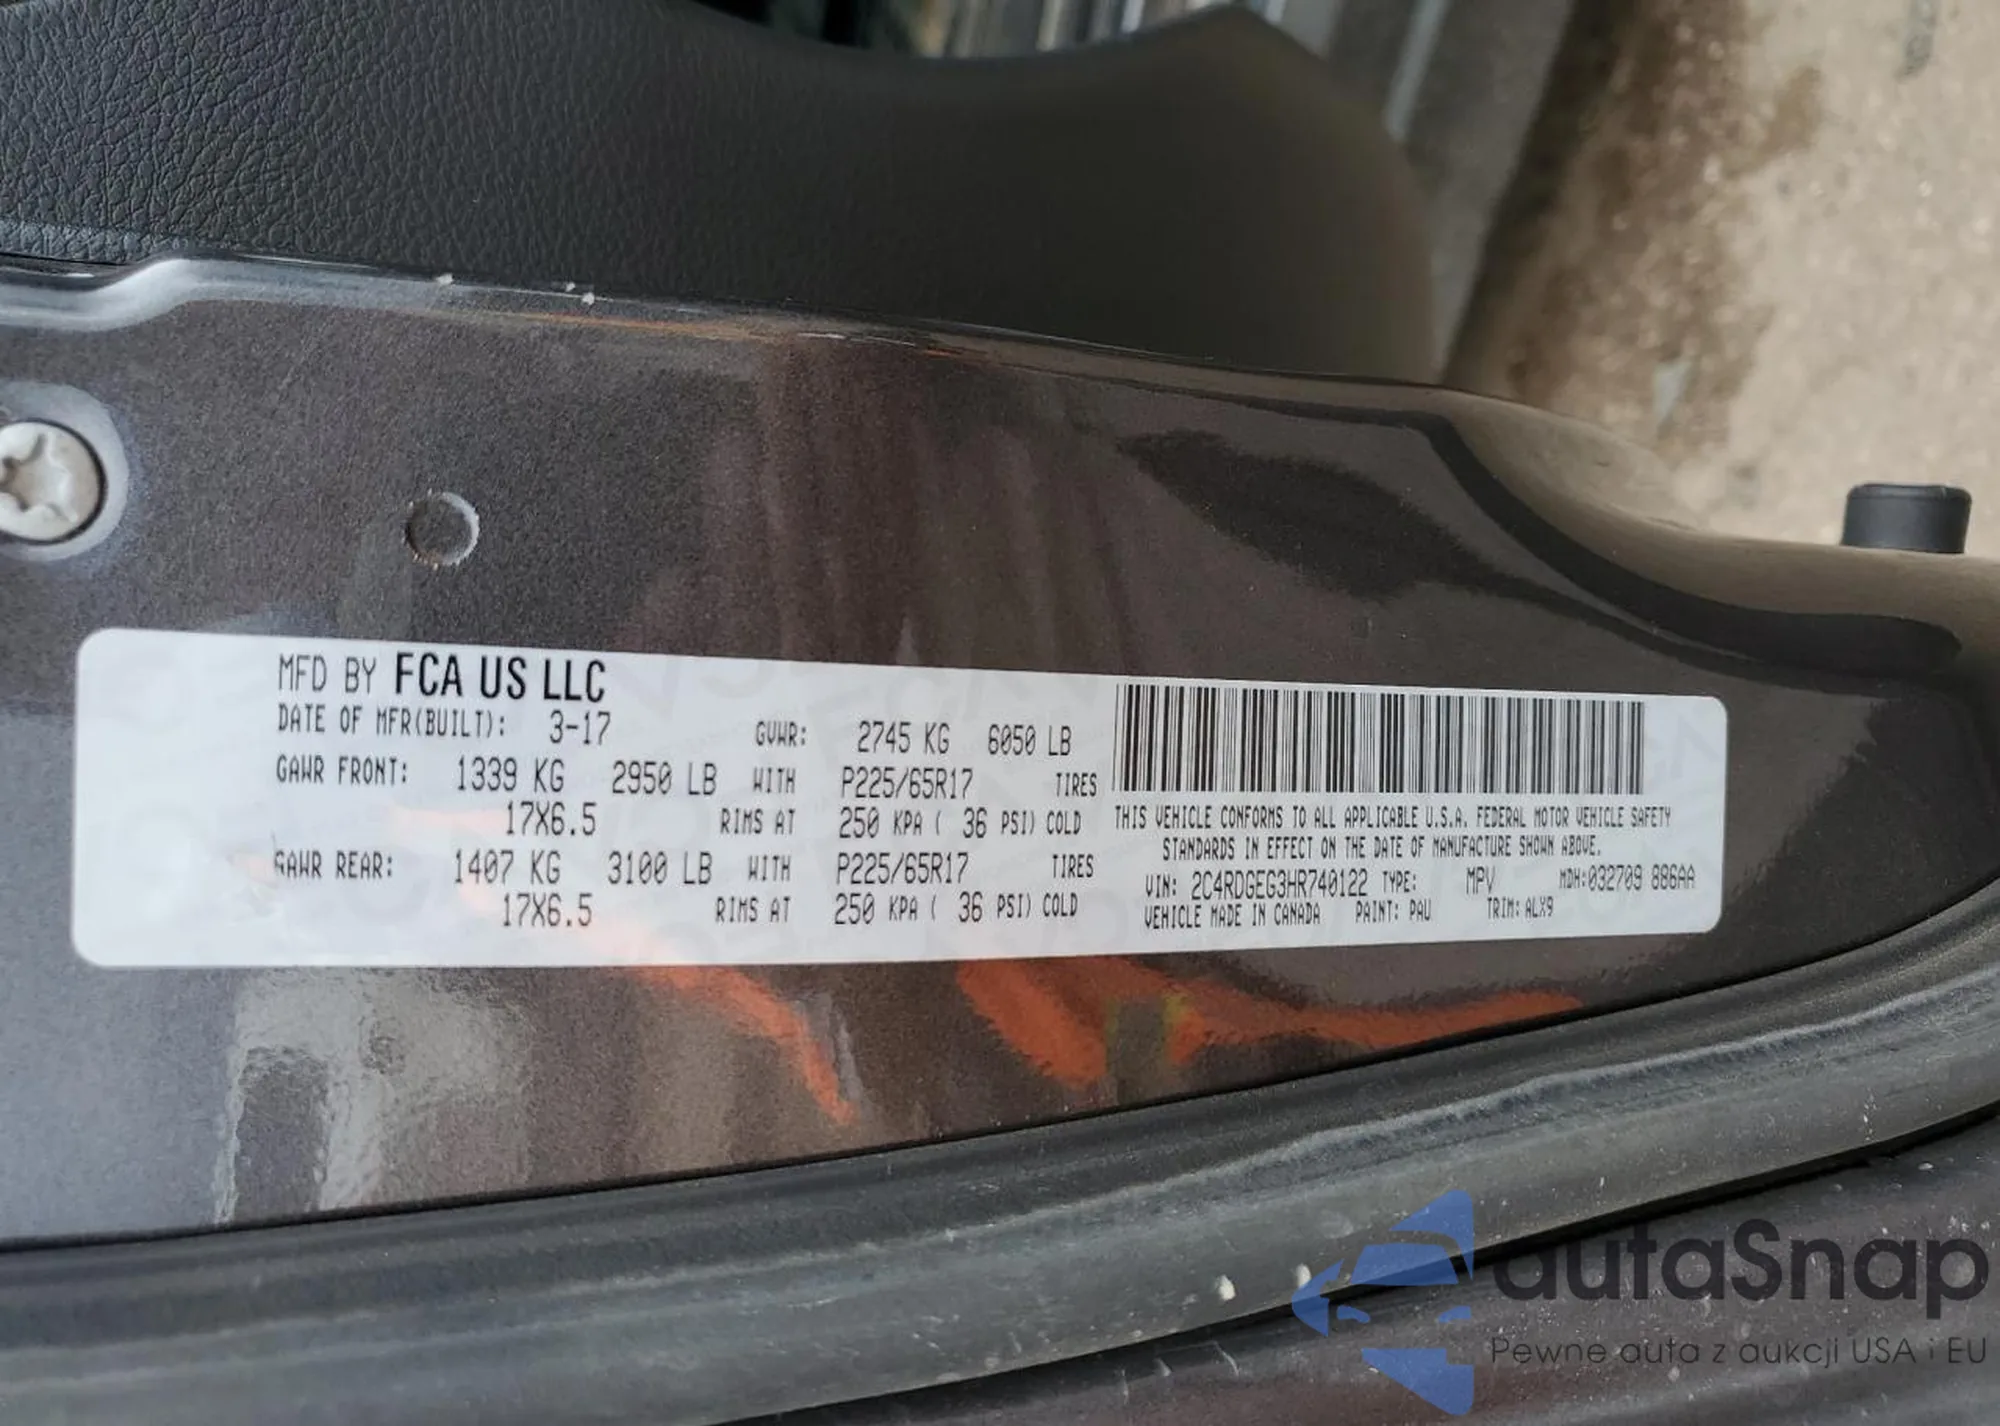 MFD BY FCA US LLC
DATE OF MFR(BUILT): 3-17 GVWR: 2745 KG 6050 LB
GAWR FRONT: 1339 KG 2950 LB WITH P225/65R17 TIRES
17X6.5 RIMS AT 250 KPA ( 36 PSI) COLD
GAWR REAR: 1407 KG 3100 LB WITH P225/65R17 TIRES
17X6.5 RIMS AT 250 KPA ( 36 PSI) COLD
THIS VEHICLE CONFORMS TO ALL APPLICABLE U.S.A. FEDERAL MOTOR VEHICLE SAFETY
STANDARDS IN EFFECT ON THE DATE OF MANUFACTURE SHOWN ABOVE.
VIN: 2C4RDGEG3HR740122 TYPE: MPV MDH:032709 886AA
VEHICLE MADE IN CANADA PAINT: PAU TRIM: ALX9
autaSnap
Pewne auta z aukcji USA i EU